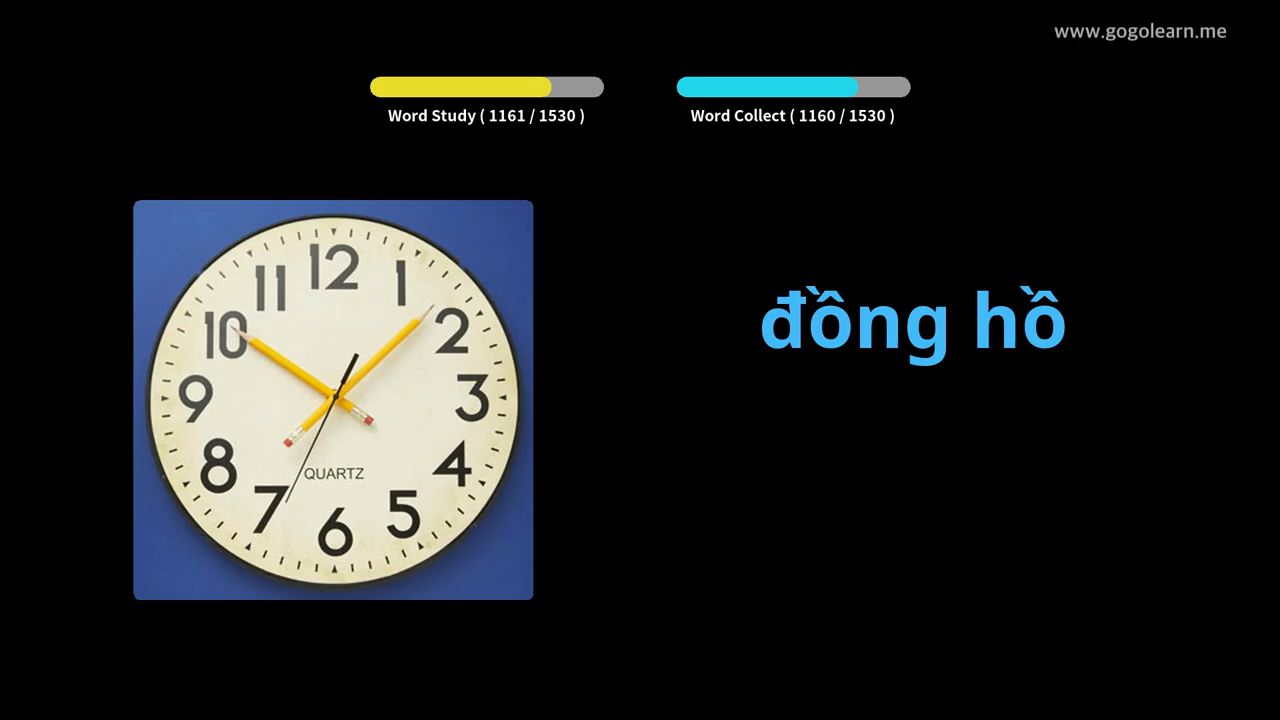 www.gogolearn.me
Word Study ( 1161 / 1530 )
Word Collect ( 1160 / 1530 )
12
11
1
10
2
9
3
8
4
7
5
6
QUARTZ
đồng hồ